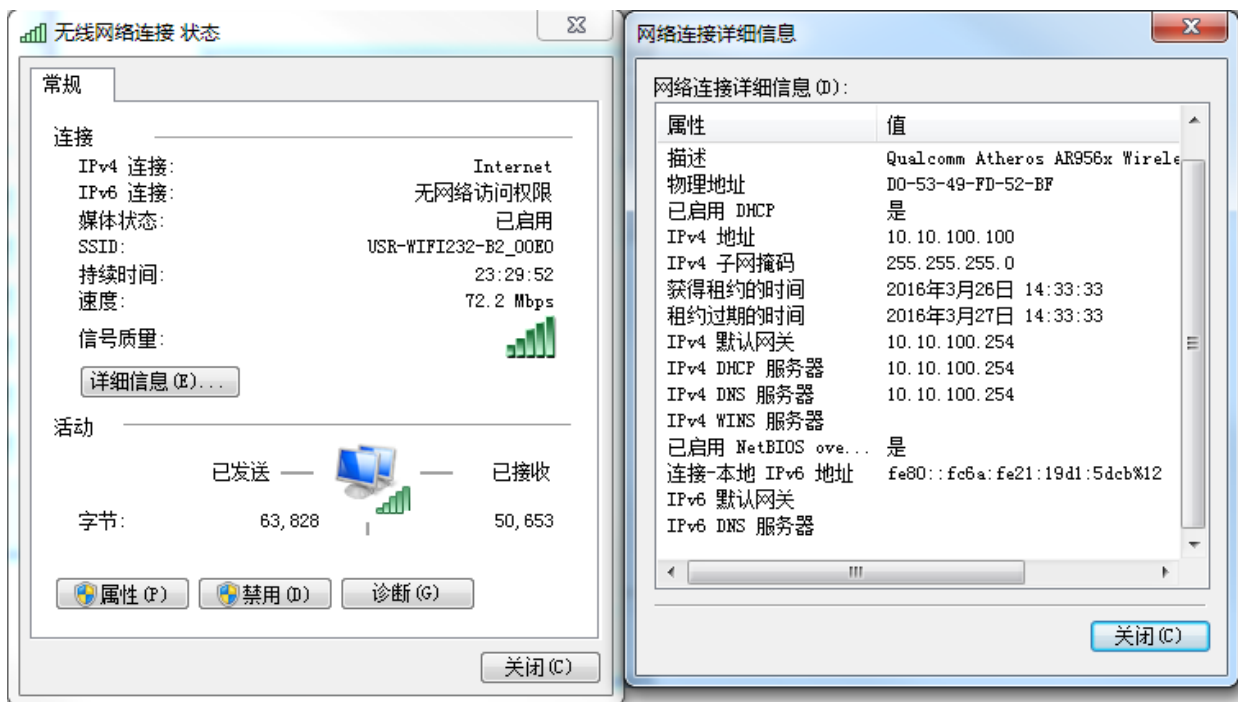 无线网络连接 状态
常规
连接
IPv4 连接: Internet
IPv6 连接: 无网络访问权限
媒体状态: 已启用
SSID: USR-WIFI232-B2_00E0
持续时间: 23:29:52
速度: 72.2 Mbps
信号质量:
详细信息(E)...
活动
已发送 — — 已接收
字节: 63,828 50,653
属性(P) 禁用(D) 诊断(G)
关闭(C)
网络连接详细信息
网络连接详细信息(D):
属性 值
描述 Qualcomm Atheros AR956x Wirele
物理地址 D0-53-49-FD-52-BF
已启用 DHCP 是
IPv4 地址 10.10.100.100
IPv4 子网掩码 255.255.255.0
获得租约的时间 2016年3月26日 14:33:33
租约过期的时间 2016年3月27日 14:33:33
IPv4 默认网关 10.10.100.254
IPv4 DHCP 服务器 10.10.100.254
IPv4 DNS 服务器 10.10.100.254
IPv4 WINS 服务器
已启用 NetBIOS ove... 是
连接-本地 IPv6 地址 fe80::fc6a:fe21:19d1:5dcb%12
IPv6 默认网关
IPv6 DNS 服务器
关闭(C)